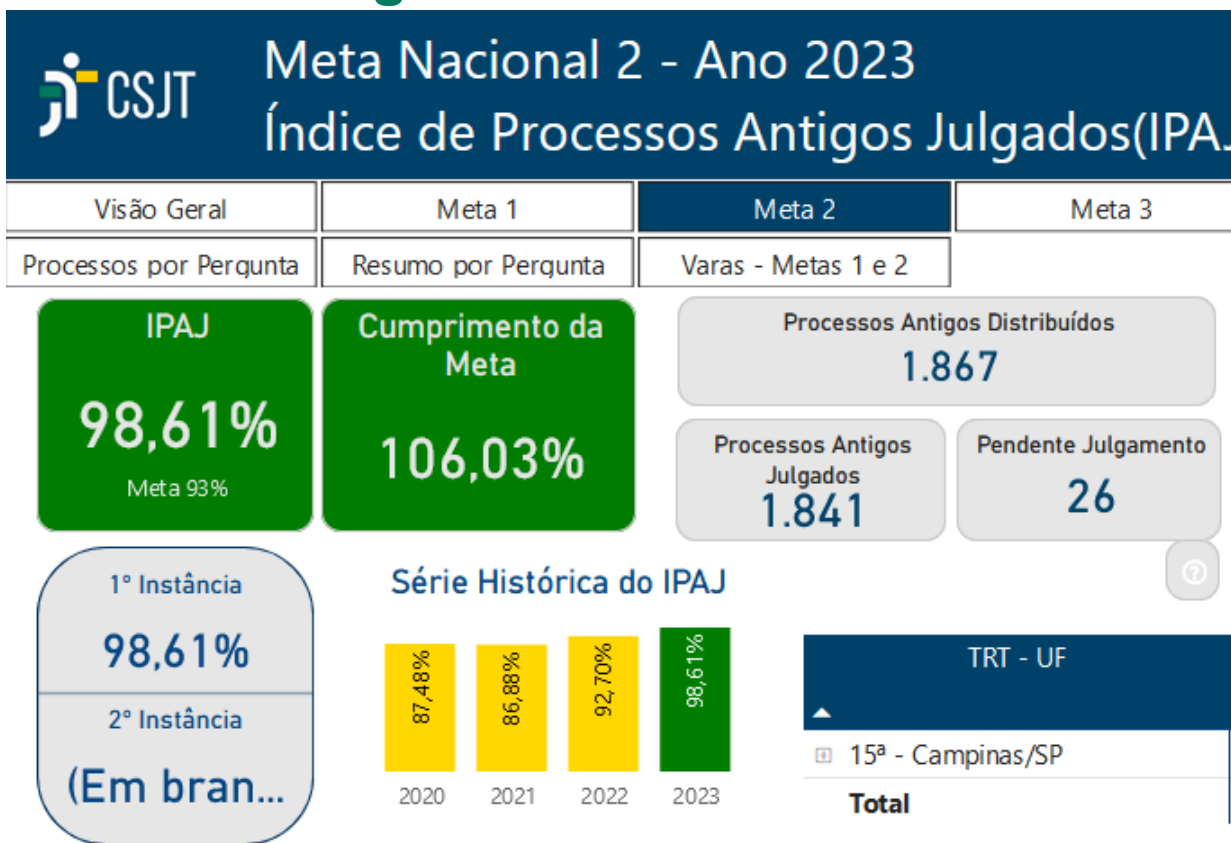 CSJT
Meta Nacional 2 - Ano 2023
Índice de Processos Antigos Julgados(IPAJ
Visão Geral
Meta 1
Meta 2
Meta 3
Processos por Pergunta
Resumo por Pergunta
Varas - Metas 1 e 2
IPAJ
98,61%
Meta 93%
Cumprimento da
Meta
106,03%
Processos Antigos Distribuídos
1.867
Processos Antigos
Julgados
1.841
Pendente Julgamento
26
1° Instância
98,61%
2° Instância
(Em bran...
Série Histórica do IPAJ
87,48%
86,88%
92,70%
98,61%
2020
2021
2022
2023
TRT - UF
15ª - Campinas/SP
Total